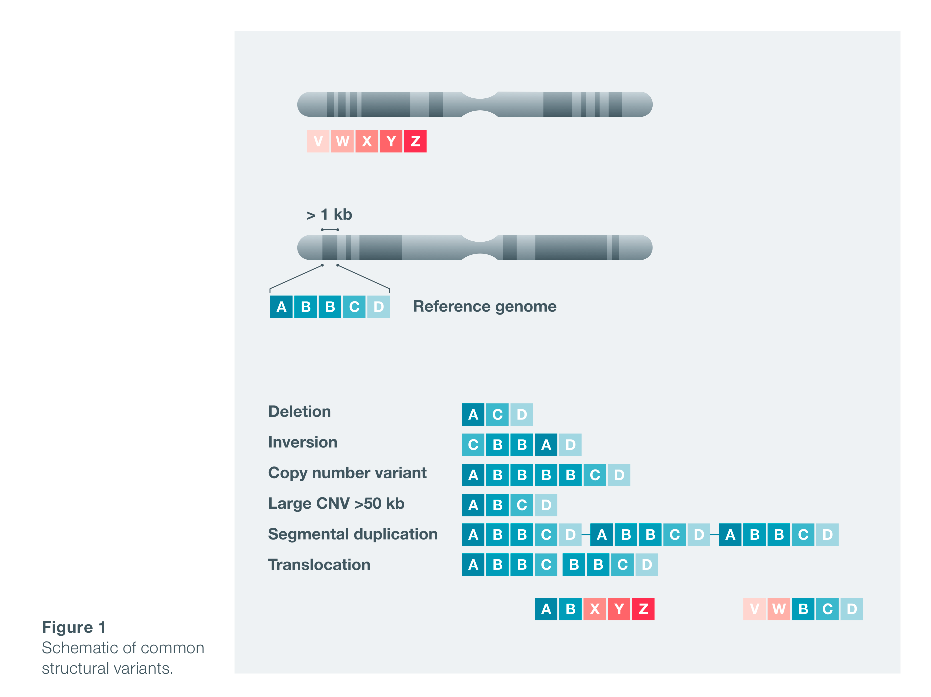 V W X Y Z
> 1 kb
A B B C D Reference genome
Deletion A C D
Inversion C B B A D
Copy number variant A B B B B C D
Large CNV >50 kb A B C D
Segmental duplication A B B C D A B B C D A B B C D
Translocation A B B C B B C D
A B X Y Z V W B C D
Figure 1
Schematic of common
structural variants.